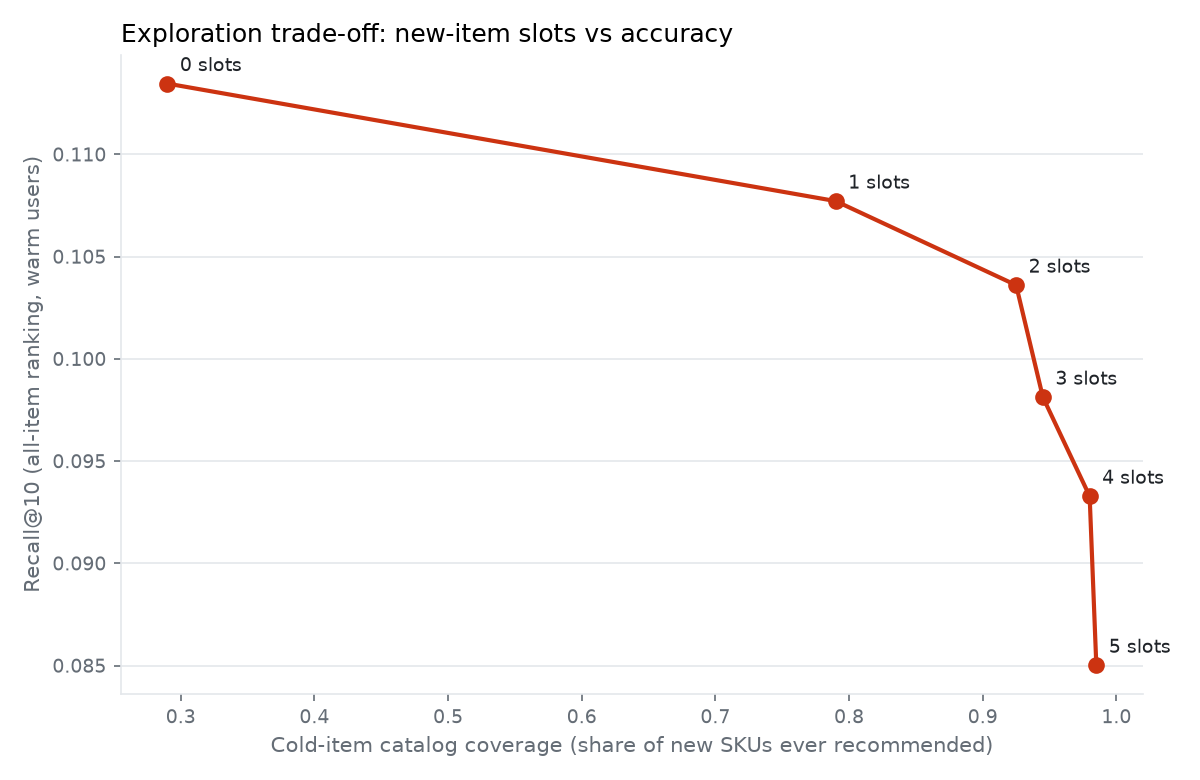 Exploration trade-off: new-item slots vs accuracy
0 slots
1 slots
2 slots
3 slots
4 slots
5 slots
Recall@10 (all-item ranking, warm users)
0.110
0.105
0.100
0.095
0.090
0.085
0.3 0.4 0.5 0.6 0.7 0.8 0.9 1.0
Cold-item catalog coverage (share of new SKUs ever recommended)